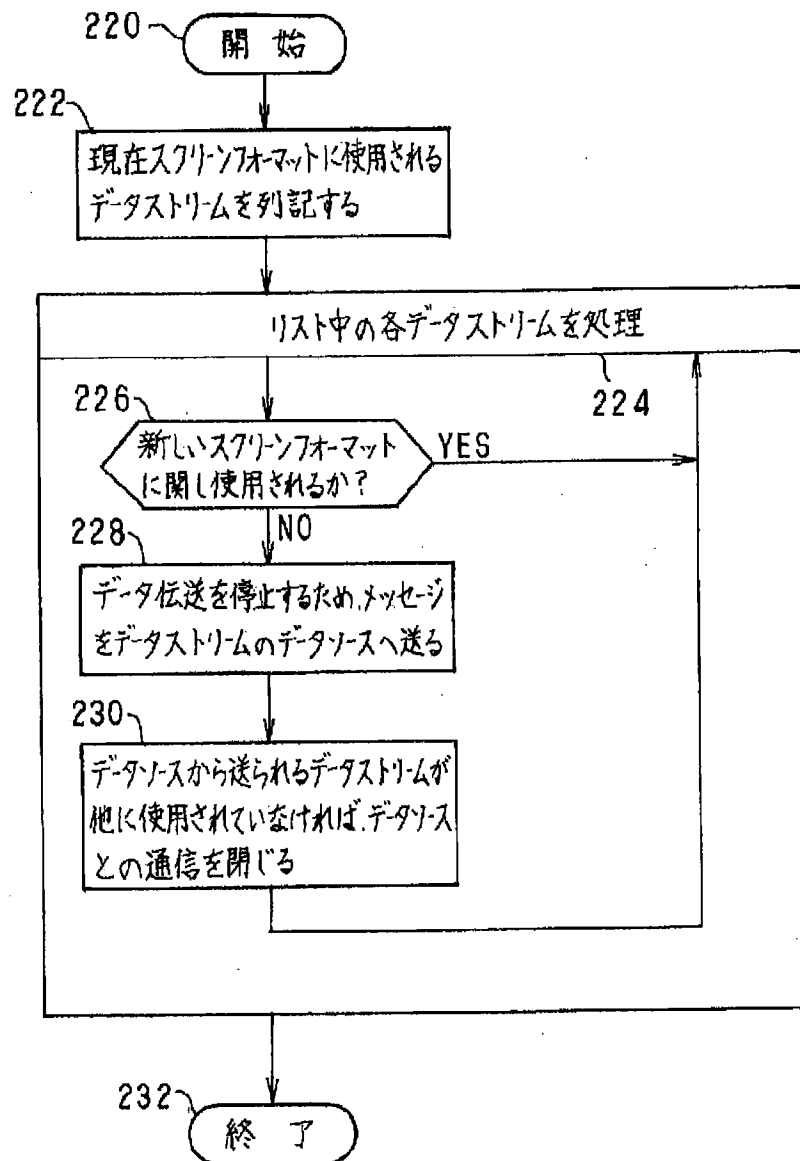 220
開始
222
現在スクリーンフォーマットに使用される
データストリームを列記する
リスト中の各データストリームを処理
224
226
新しいスクリーンフォーマット
に関し使用されるか?
YES
NO
228
データ伝送を停止するため、メッセージ
をデータストリームのデータソースへ送る
230
データソースから送られるデータストリームが
他に使用されていなければ、データソース
との通信を閉じる
232
終了